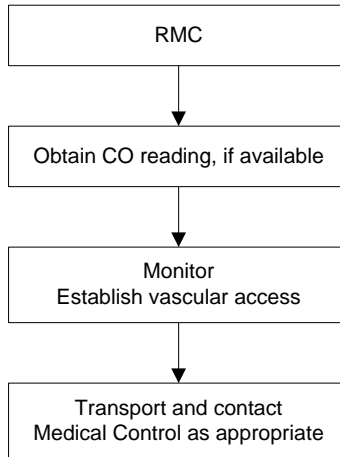 RMC
Obtain CO reading, if available
Monitor
Establish vascular access
Transport and contact
Medical Control as appropriate